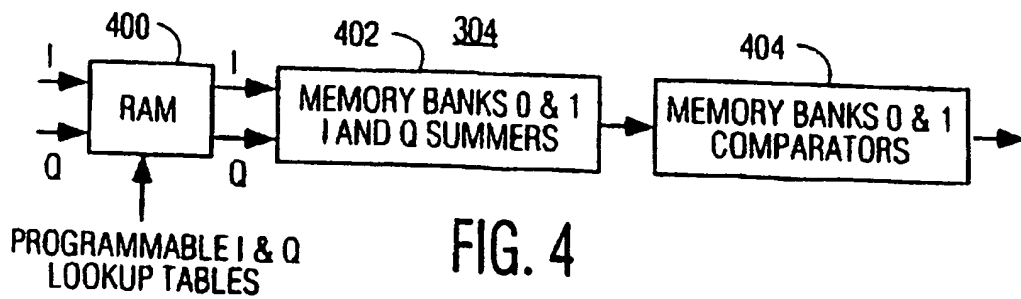 304
400
402
404
I
I
RAM
MEMORY BANKS 0 & 1
I AND Q SUMMERS
MEMORY BANKS 0 & 1
COMPARATORS
Q
Q
PROGRAMMABLE I & Q
LOOKUP TABLES
FIG. 4